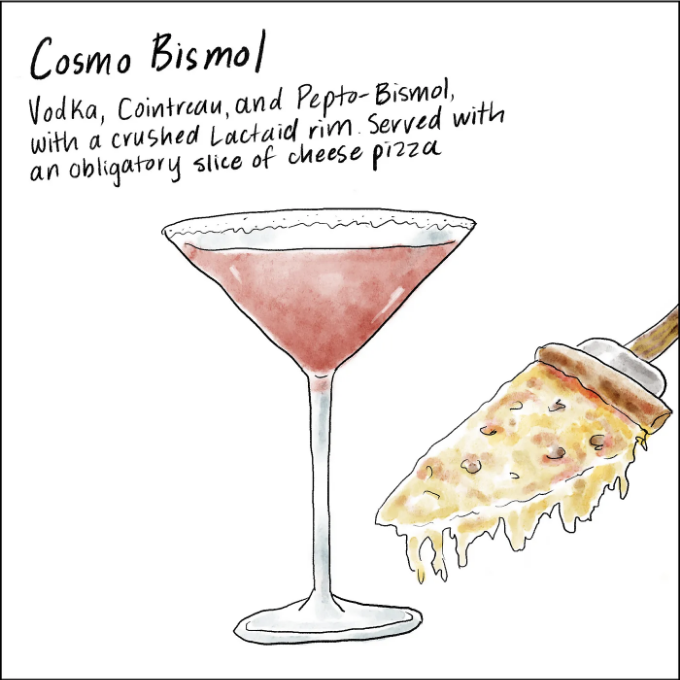 Cosmo Bismol
Vodka, Cointreau, and Pepto-Bismol,
with a crushed Lactaid rim. Served with
an obligatory slice of cheese pizza